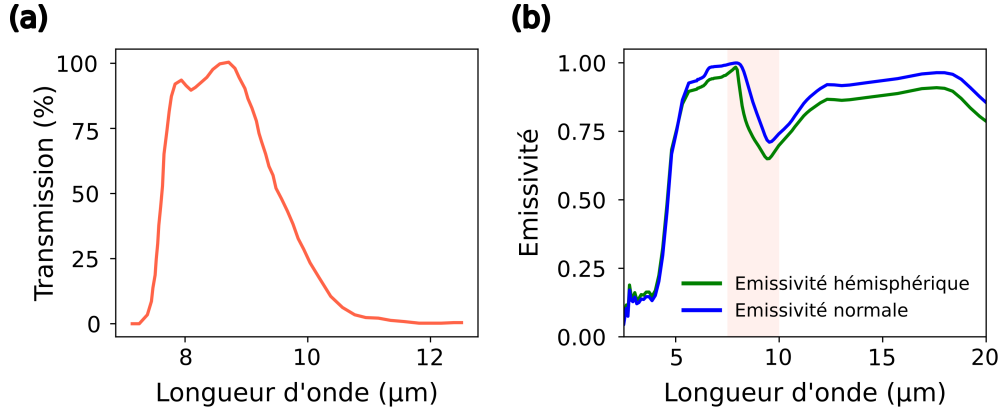 (a)
100
75
50
25
0
8
10
12
Transmission (%)
Longueur d'onde (µm)
(b)
1.00
0.75
0.50
0.25
0.00
5
10
15
20
Emissivité
Longueur d'onde (µm)
Emissivité hémisphérique
Emissivité normale